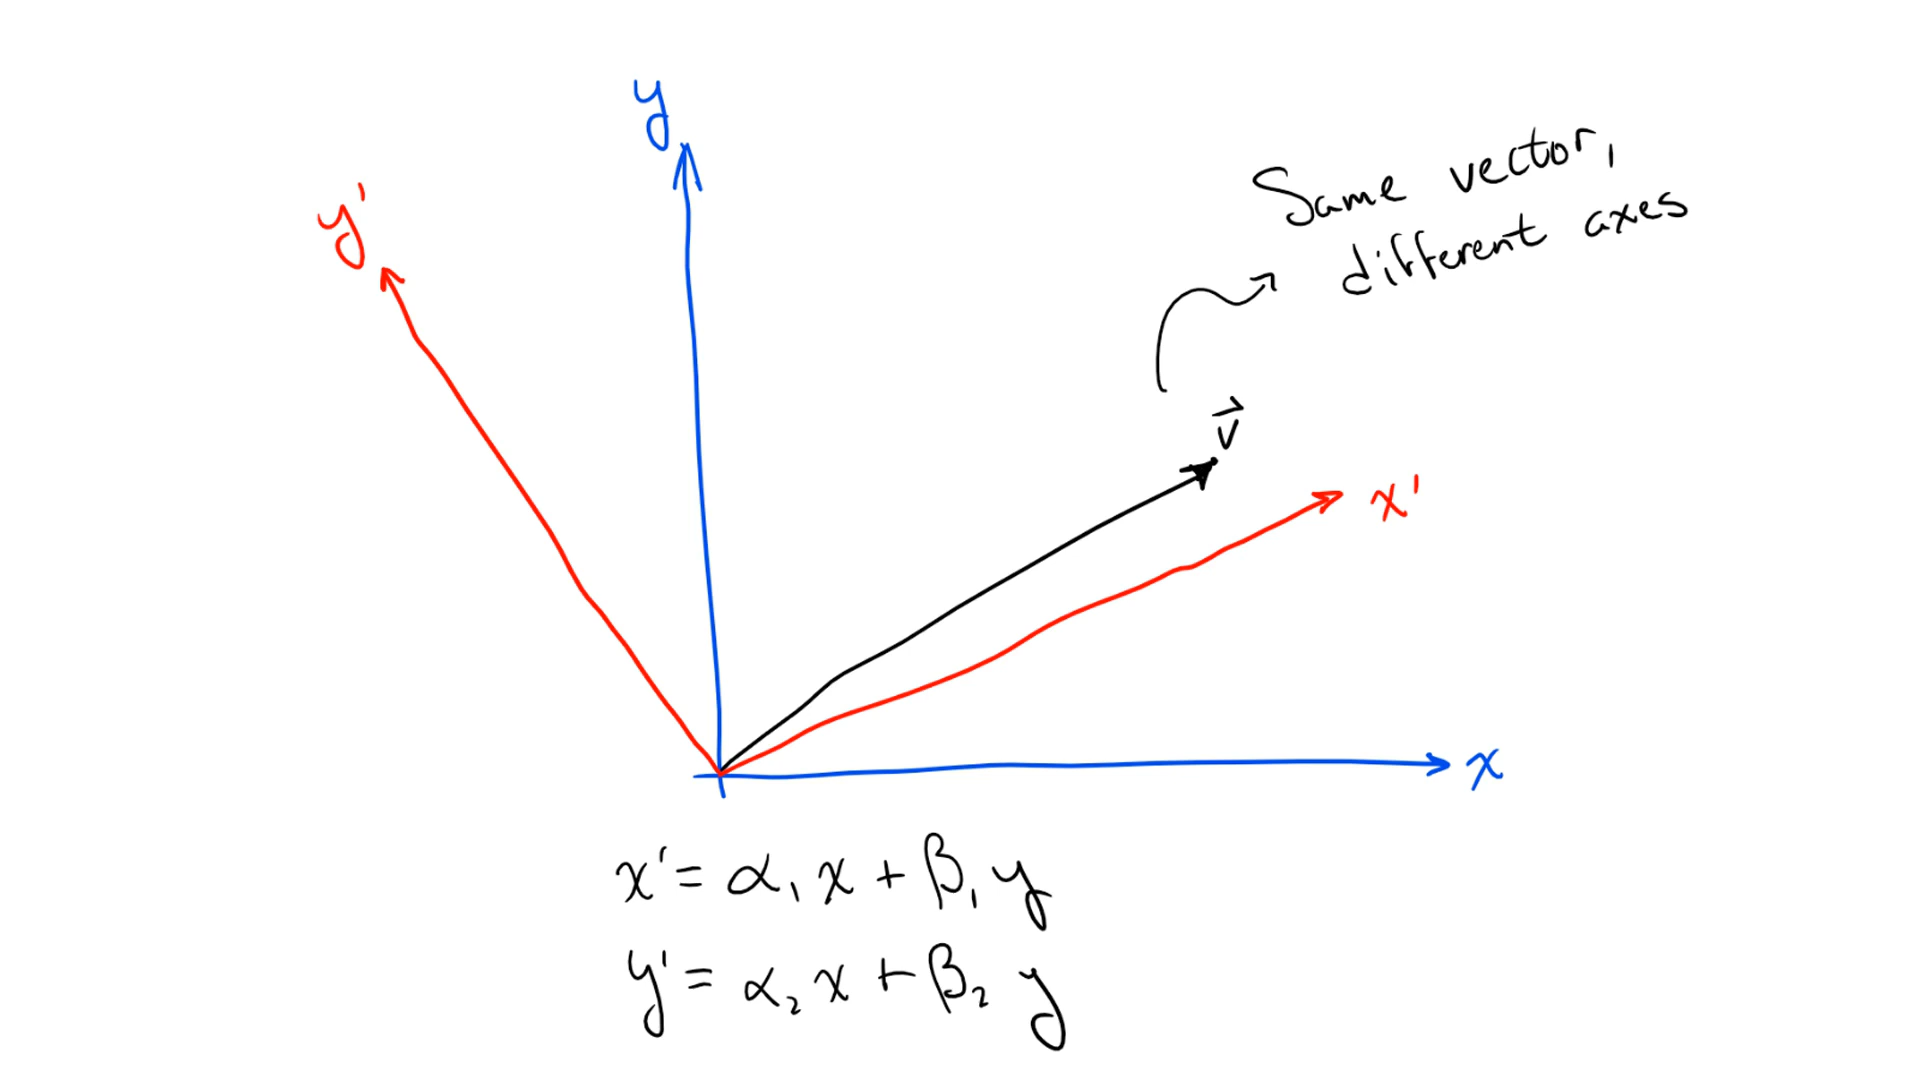 y
y'
Same vector,
different axes
v⃗
x'
x
x' = α₁ x + β₁ y
y' = α₂ x + β₂ y